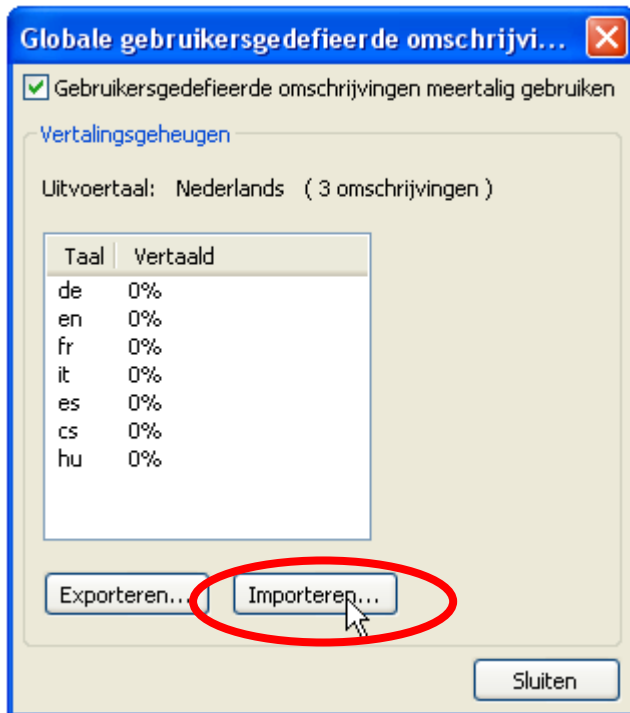 Globale gebruikersgedefieerde omschrijvi...
Gebruikersgedefieerde omschrijvingen meertalig gebruiken
Vertalingsgeheugen
Uitvoertaal: Nederlands ( 3 omschrijvingen )
Taal Vertaald
de 0%
en 0%
fr 0%
it 0%
es 0%
cs 0%
hu 0%
Exporteren... Importeren...
Sluiten